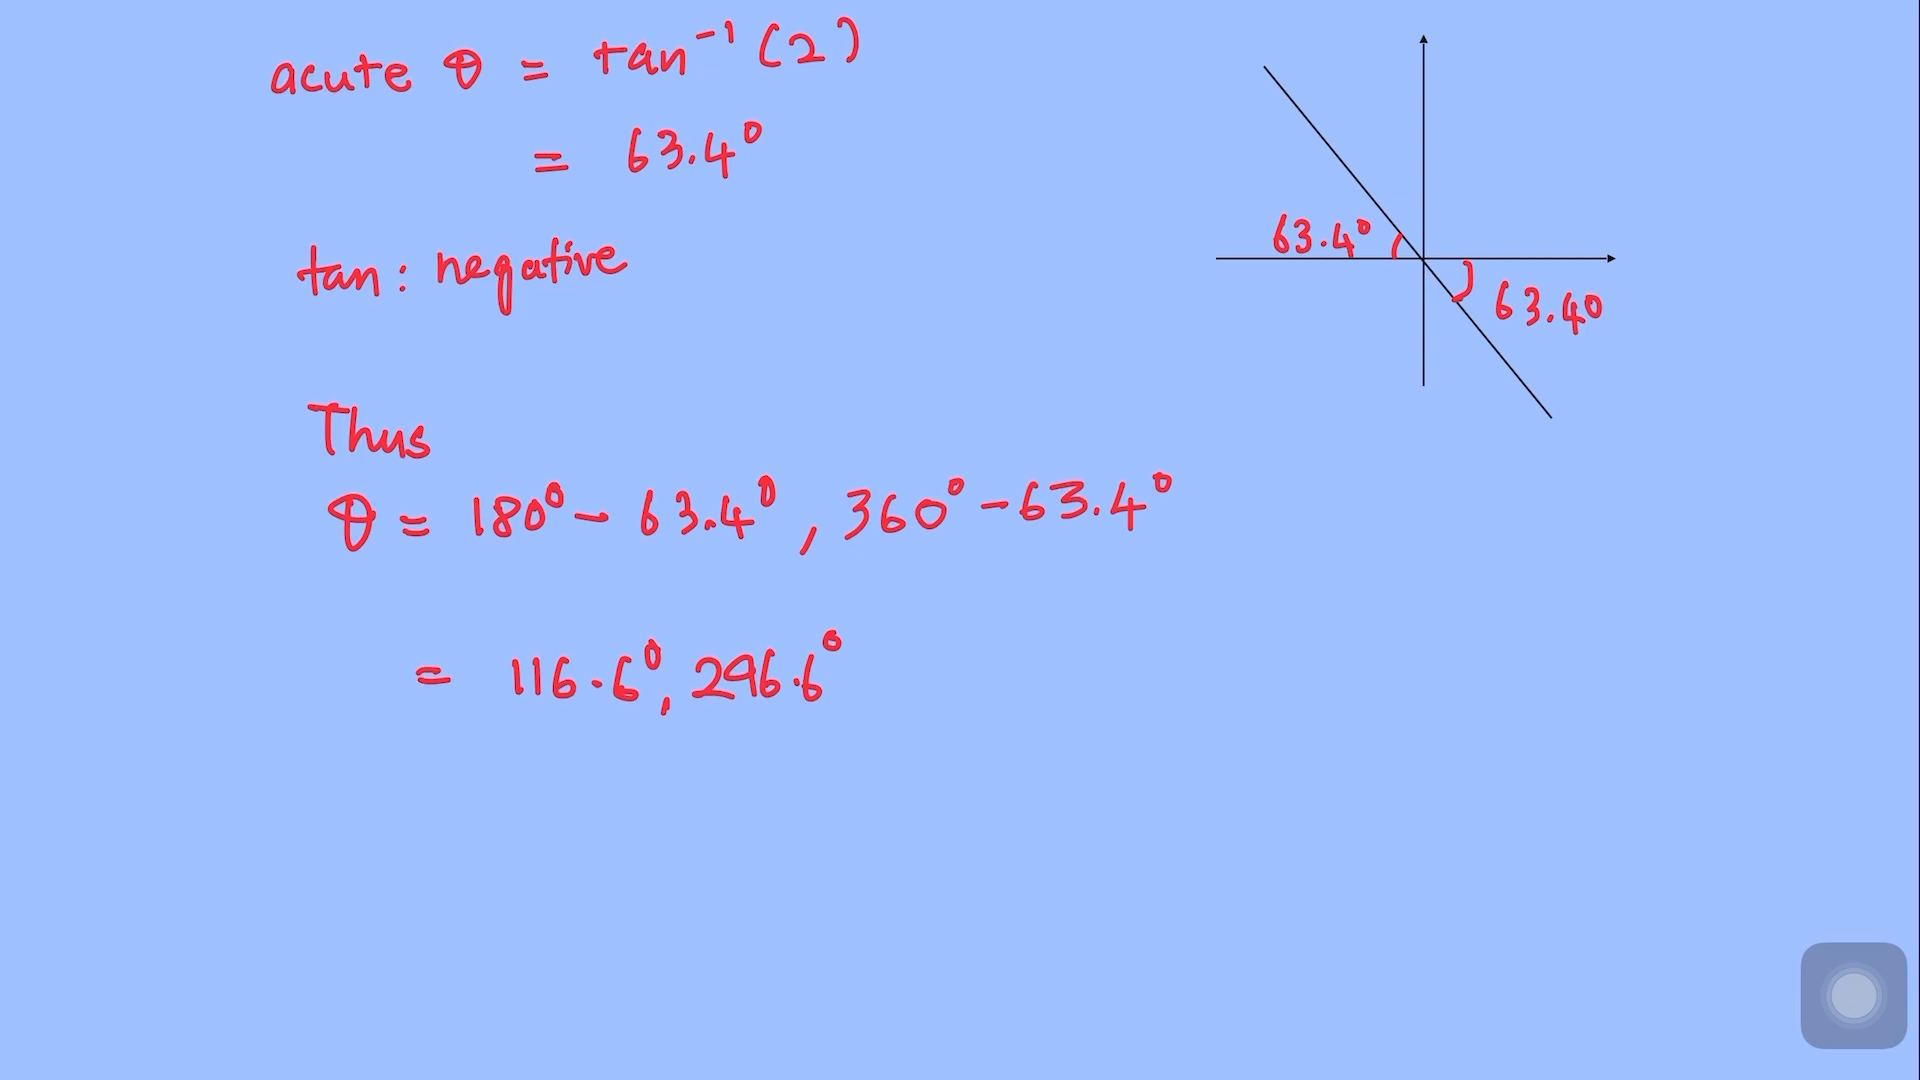 acute θ = tan⁻¹(2)
= 63.4°
63.4°
63.4°
tan: negative
Thus
θ = 180° - 63.4°, 360° - 63.4°
= 116.6°, 296.6°